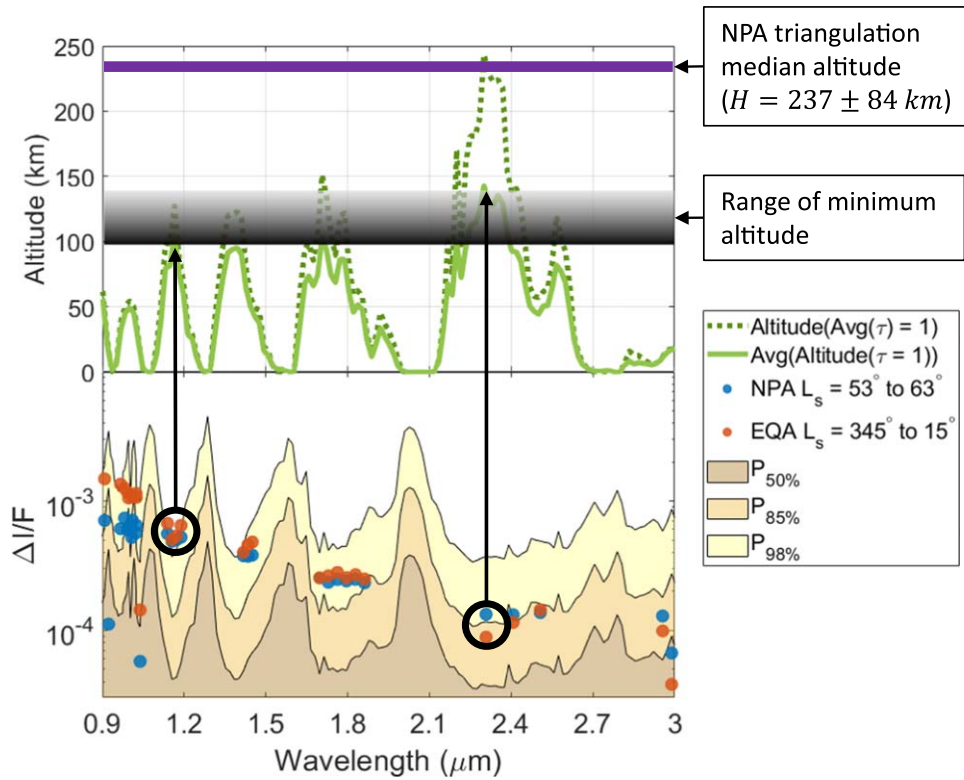 NPA triangulation
median altitude
(H = 237 ± 84 km)
Range of minimum
altitude
250
200
150
100
50
0
Altitude (km)
Altitude(Avg(τ) = 1)
Avg(Altitude(τ = 1))
NPA L_s = 53° to 63°
EQA L_s = 345° to 15°
P_50%
P_85%
P_98%
10^-3
10^-4
ΔI/F
0.9 1.2 1.5 1.8 2.1 2.4 2.7 3
Wavelength (μm)